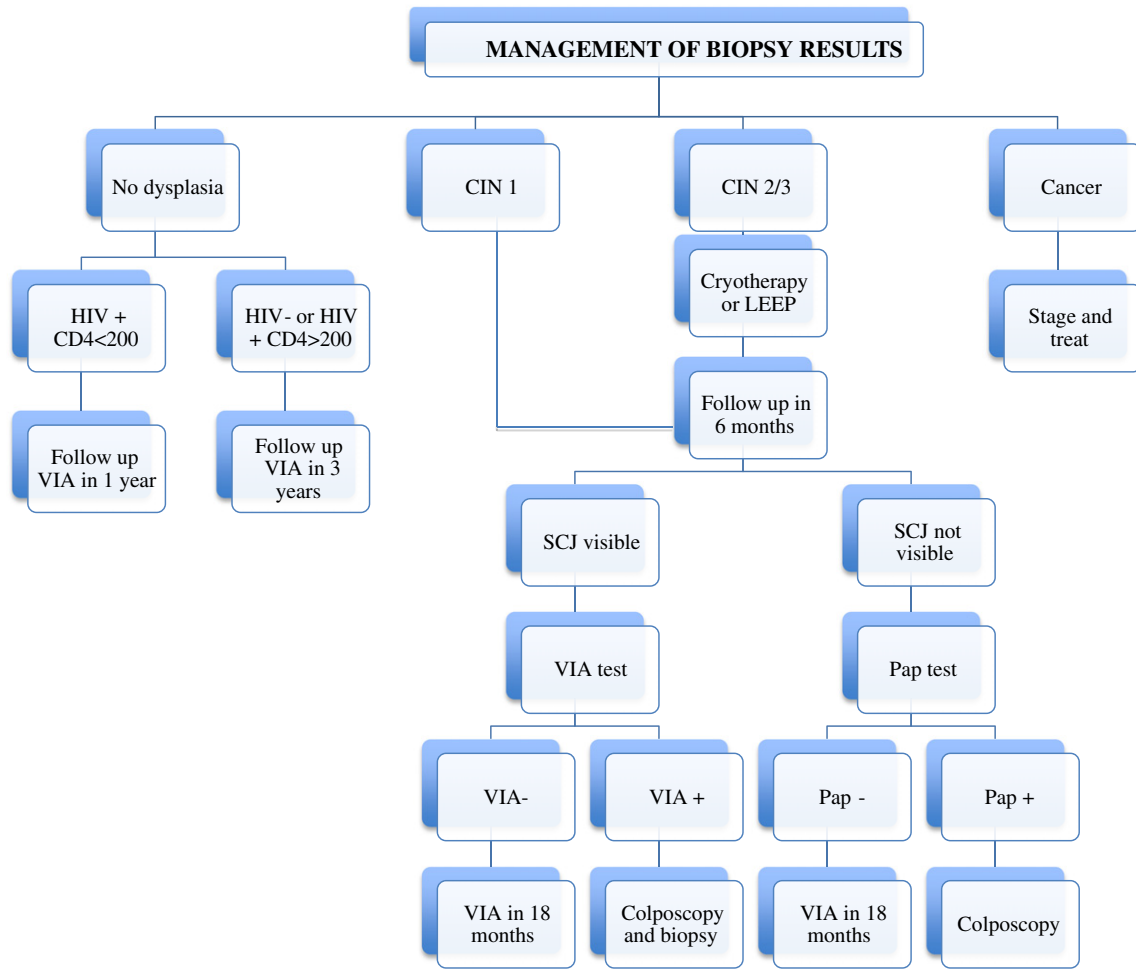 MANAGEMENT OF BIOPSY RESULTS
No dysplasia
CIN 1
CIN 2/3
Cancer
HIV +
CD4<200
HIV- or HIV
+ CD4>200
Cryotherapy
or LEEP
Stage and
treat
Follow up
VIA in 1 year
Follow up
VIA in 3
years
Follow up in
6 months
SCJ visible
SCJ not
visible
VIA test
Pap test
VIA-
VIA +
Pap -
Pap +
VIA in 18
months
Colposcopy
and biopsy
VIA in 18
months
Colposcopy